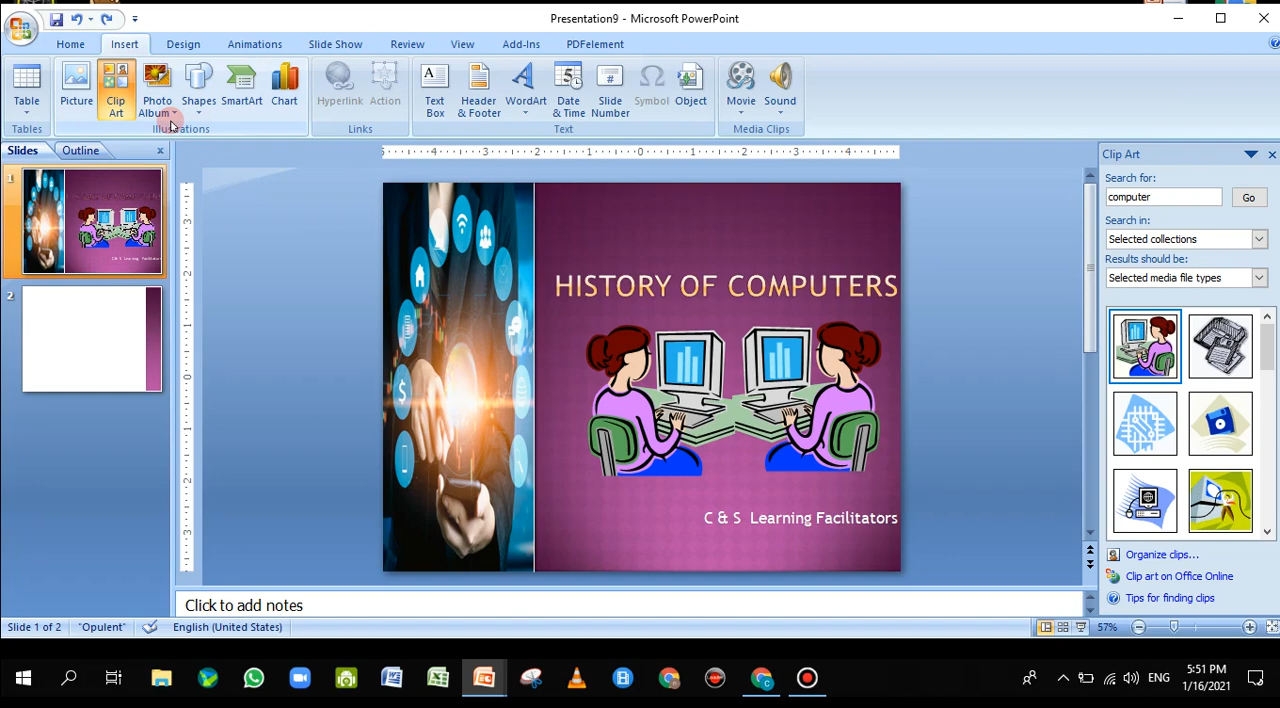 Presentation9 - Microsoft PowerPoint
Home Insert Design Animations Slide Show Review View Add-Ins PDFelement
Table Picture Clip Art Photo Album Shapes SmartArt Chart Hyperlink Action Text Box Header & Footer WordArt Date & Time Slide Number Symbol Object Movie Sound
Tables Illustrations Links Text Media Clips
Slides Outline
Clip Art
Search for:
computer Go
Search in:
Selected collections
Results should be:
Selected media file types
1
2
HISTORY OF COMPUTERS
C & S Learning Facilitators
Organize clips...
Clip art on Office Online
Tips for finding clips
Click to add notes
Slide 1 of 2 "Opulent" English (United States) 57%
ENG
5:51 PM
1/16/2021